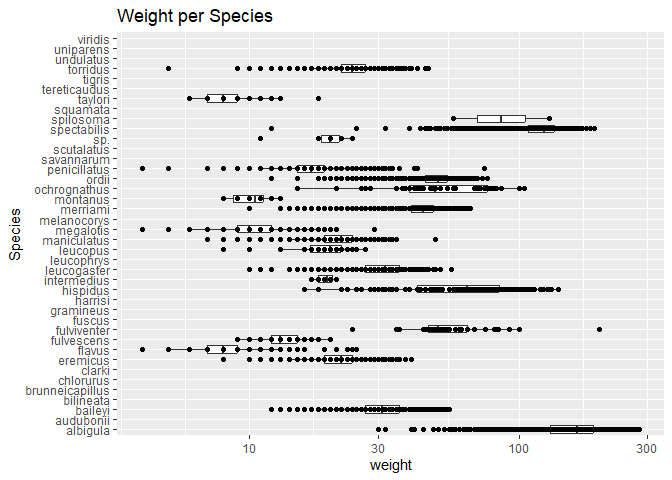 Weight per Species
viridis
uniparens
undulatus
torridus
tigris
tereticaudus
taylori
squamata
spilosoma
spectabilis
sp.
scutalatus
savannarum
penicillatus
ordii
ochrognathus
montanus
merriami
melanocorys
megalotis
maniculatus
leucopus
leucophrys
leucogaster
intermedius
hispidus
harrisi
gramineus
fuscus
fulviventer
fulvescens
flavus
eremicus
clarki
chlorurus
brunneicapillus
bilineata
baileyi
audubonii
albigula
Species
10 30 100 300
weight